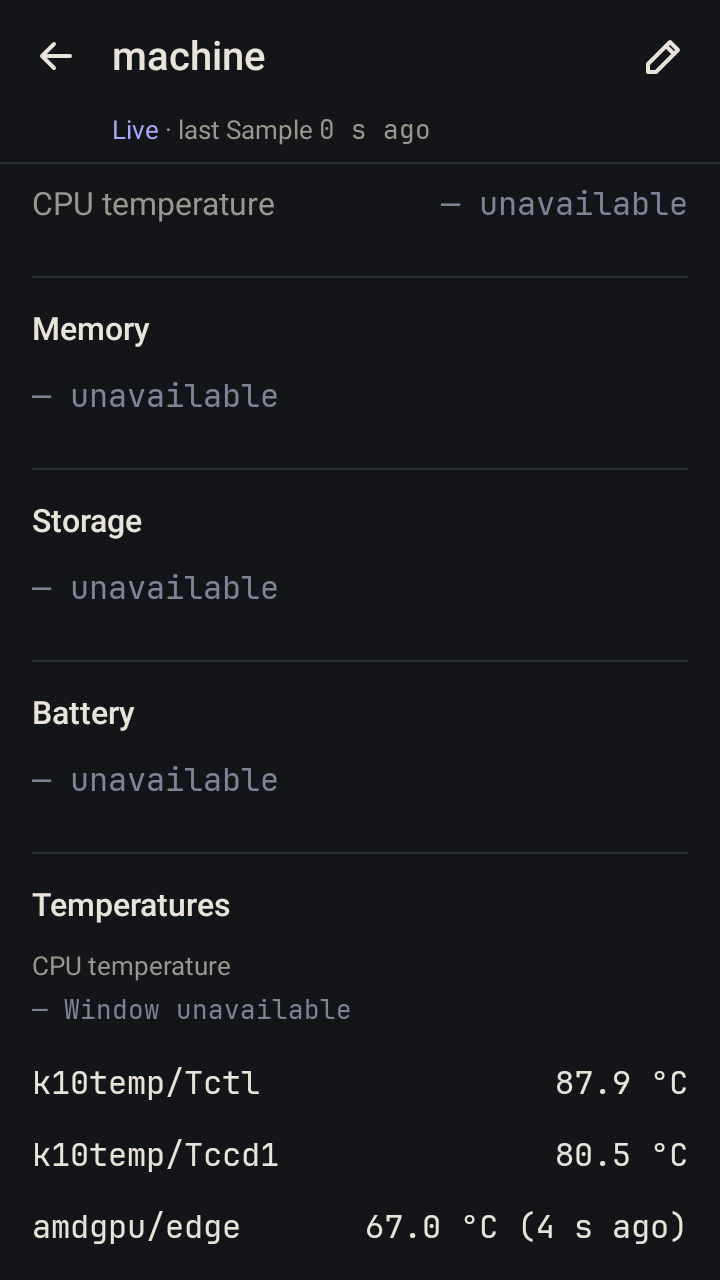 machine
Live · last Sample 0 s ago
CPU temperature — unavailable
Memory
— unavailable
Storage
— unavailable
Battery
— unavailable
Temperatures
CPU temperature
— Window unavailable
k10temp/Tctl 87.9 °C
k10temp/Tccd1 80.5 °C
amdgpu/edge 67.0 °C (4 s ago)